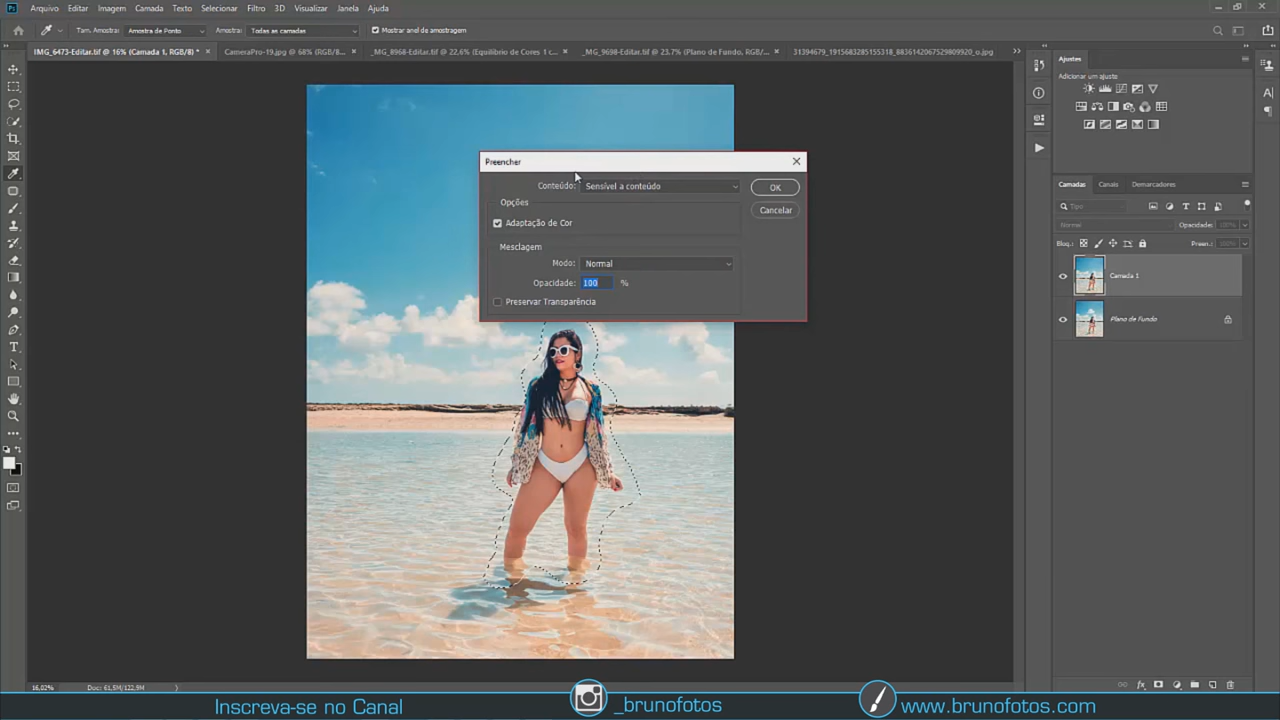 Ps Arquivo Editar Imagem Camada Texto Selecionar Filtro 3D Visualizar Janela Ajuda
Tam. Amostra: Amostra de Ponto Amostra: Todas as camadas Mostrar anel de amostragem
IMG_6473-Editar.tif @ 16% (Camada 1, RGB/8) * × CameraPro-19.jpg @ 68% (RGB/8... × _MG_8968-Editar.tif @ 22,6% (Equilíbrio de Cores 1 c... × _MG_9698-Editar.tif @ 23,7% (Plano de Fundo, RGB/... × 31394679_1915683285155318_8836142067529809920_o.jpg
Ajustes
Adicionar um ajuste
Preencher
Conteúdo: Sensível a conteúdo OK
Opções
Cancelar
Adaptação de Cor
Mesclagem
Modo: Normal
Opacidade: 100 %
Preservar Transparência
Camadas Canais Demarcadores
Tipo
Normal Opacidade: 100%
Bloq.: Preen.: 100%
Camada 1
Plano de Fundo
16,02% Doc: 61,5M/122,9M
Inscreva-se no Canal _brunofotos www.brunofotos.com